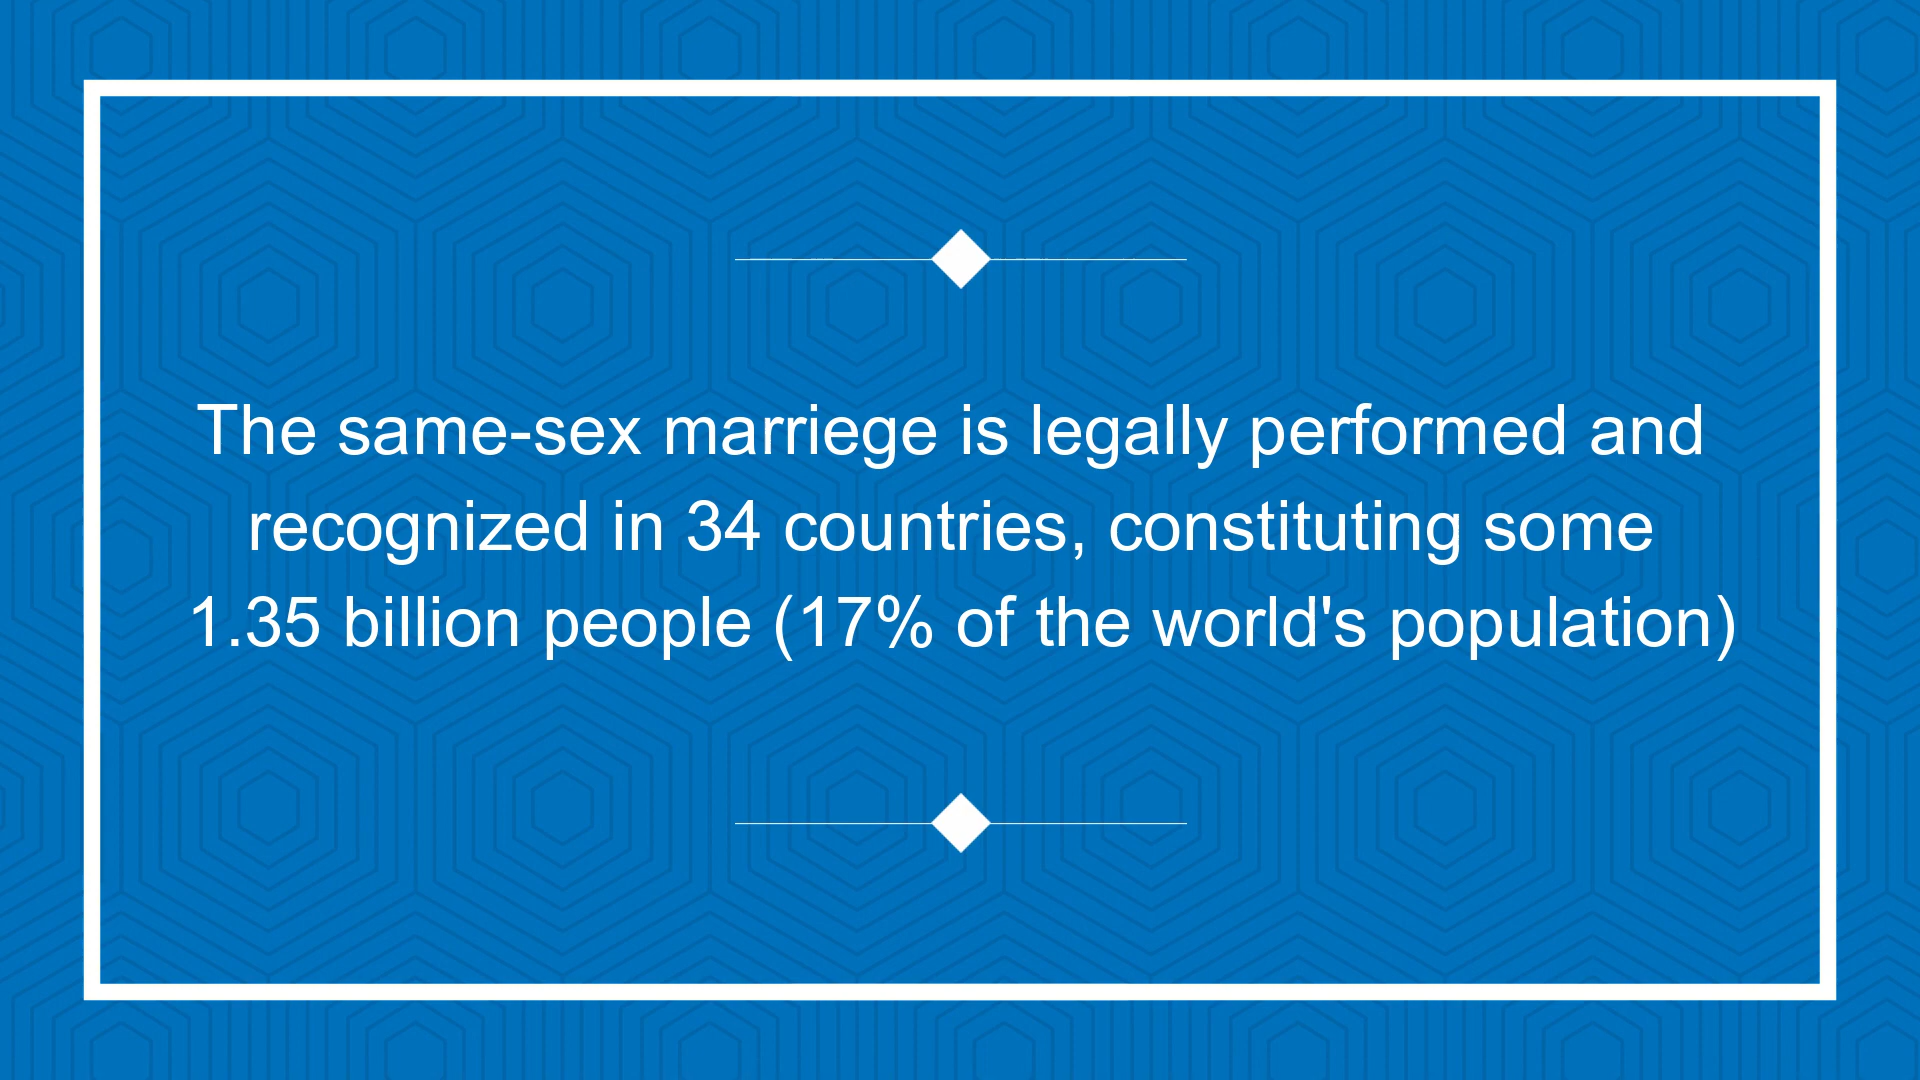 The same-sex marriege is legally performed and
recognized in 34 countries, constituting some
1.35 billion people (17% of the world's population)